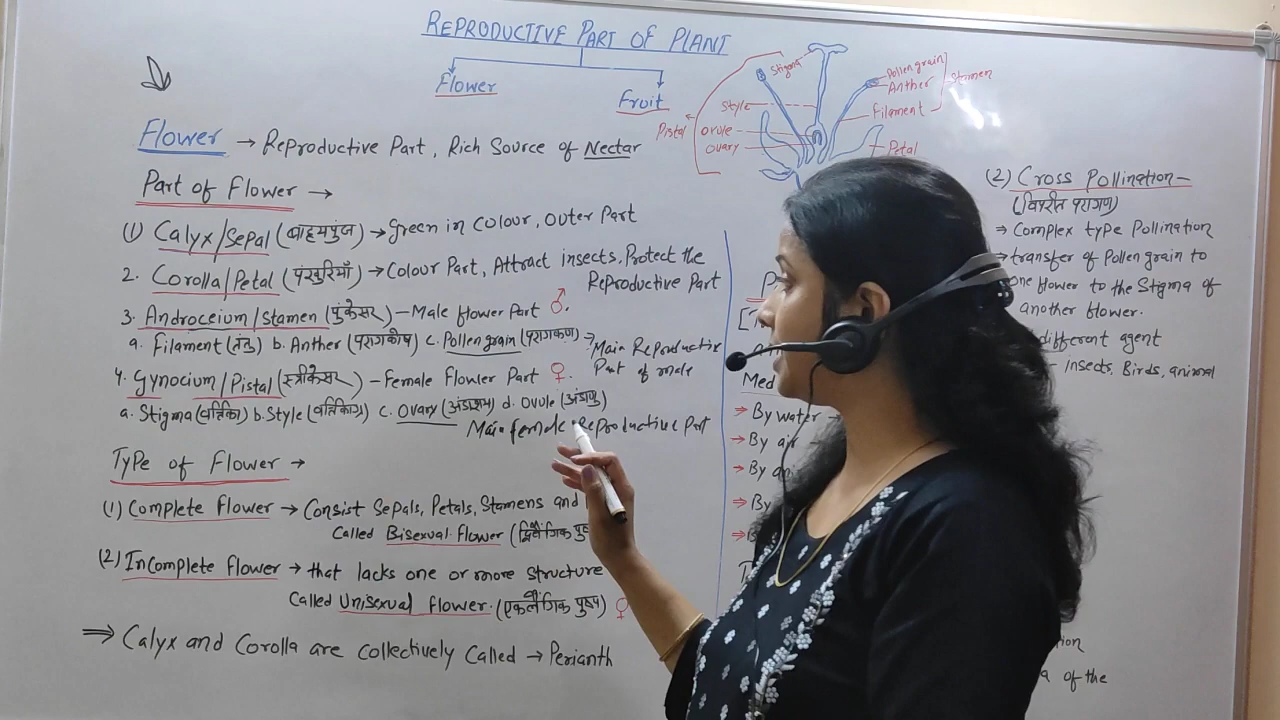 REPRODUCTIVE PART OF PLANT
Flower
Fruit
Stigma
Style
Ovule
Ovary
Pistal
Pollen grain
Anther
Filament
Stamen
Petal
Flower → Reproductive Part, Rich Source of Nectar
Part of Flower →
(1) Calyx/Sepal (बाह्यपुंज) → Green in Colour, Outer Part
2. Corolla/Petal (पंखुरियाँ) → Colour Part, Attract insects, Protect the
Reproductive Part
3. Androceium/Stamen (पुंकेसर) – Male flower Part ♂.
a. Filament (तंतु) b. Anther (परागकोष) c. Pollen grain (परागकण) → Main Reproductive
Part of male
4. Gynocium/Pistal (स्त्रीकेसर) – Female Flower Part ♀.
a. Stigma (वर्तिका) b. Style (वर्तिकाग्र) c. Ovary (अंडाशय) d. Ovule (अंडाणु)
Main female Reproductive Part
Type of Flower →
(1) Complete flower → Consist Sepals, Petals, Stamens and
Called Bisexual flower (द्विलैंगिक
(2) Incomplete flower → that lacks one or more structure
Called Unisexual flower. (एकलैंगिक पुष्प) ♀
⇒ Calyx and Corolla are collectively Called → Perianth
Med
→ By water →
→ By air
→ By
→ By
(2) Cross Pollination –
(विपरीत परागण)
⇒ Complex type Pollination
→ transfer of Pollen grain to
one flower to the Stigma of
another flower.
different agent
- Insects, Birds, animal
of the